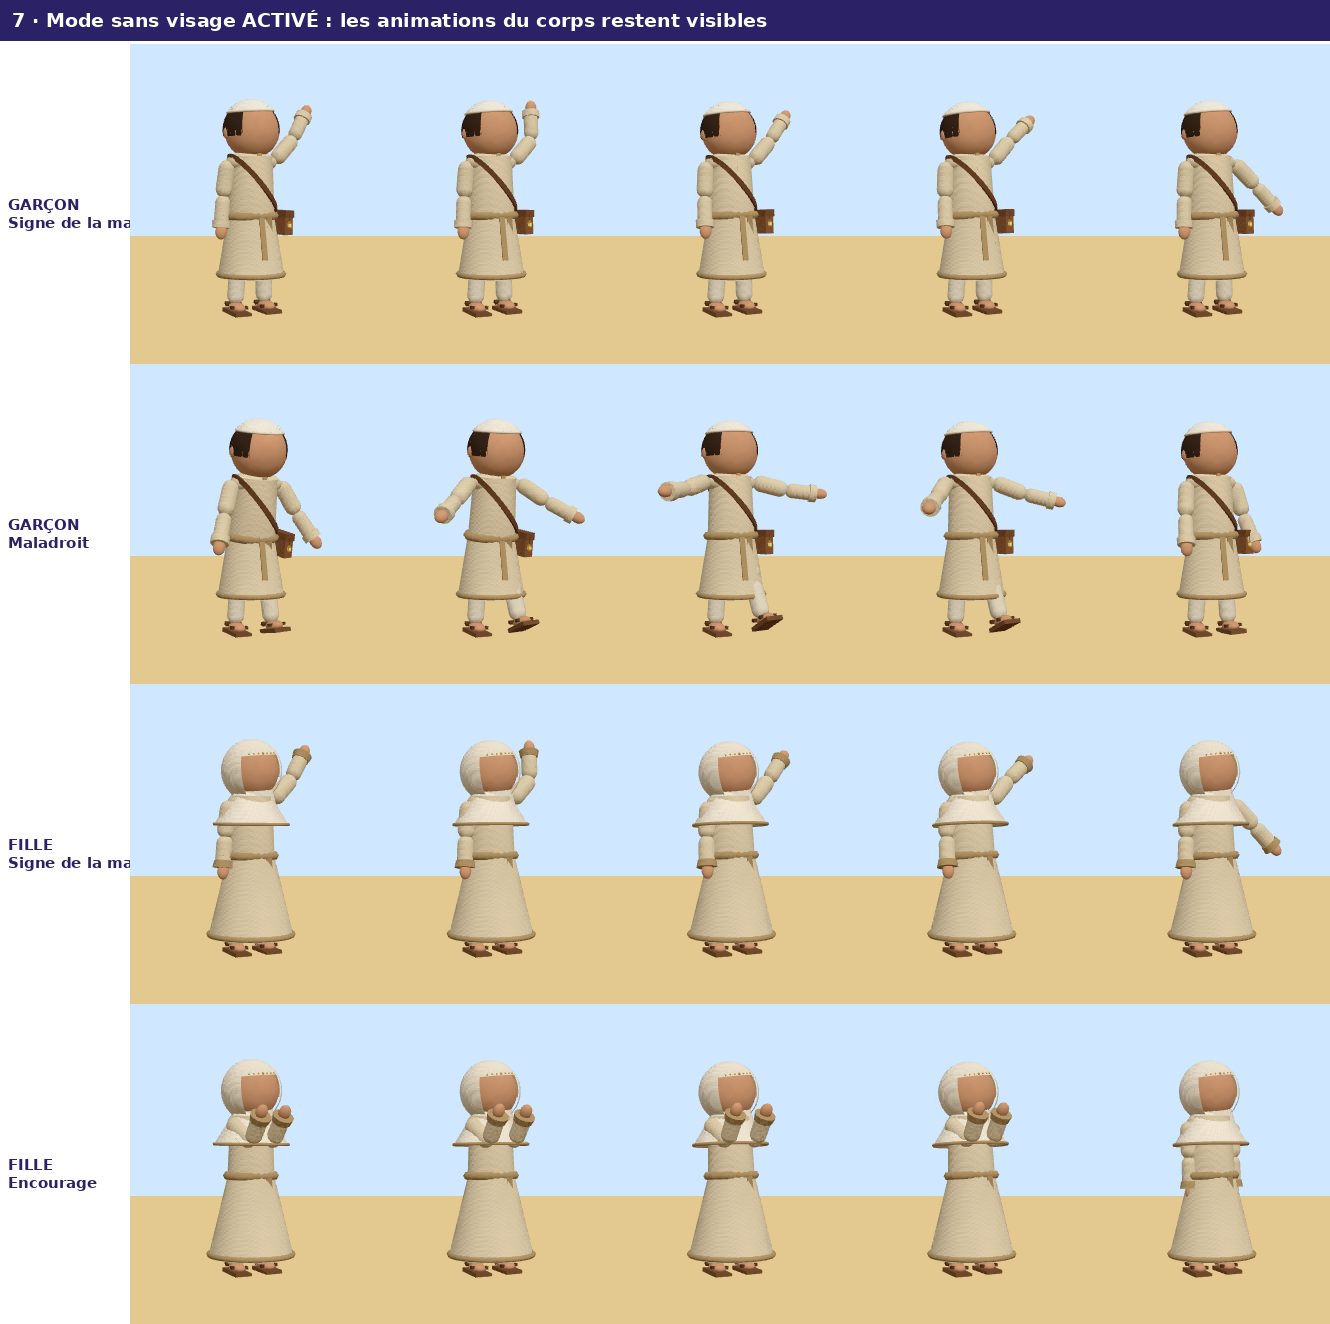 7 · Mode sans visage ACTIVÉ : les animations du corps restent visibles
GARÇON
Signe de la ma
GARÇON
Maladroit
FILLE
Signe de la ma
FILLE
Encourage